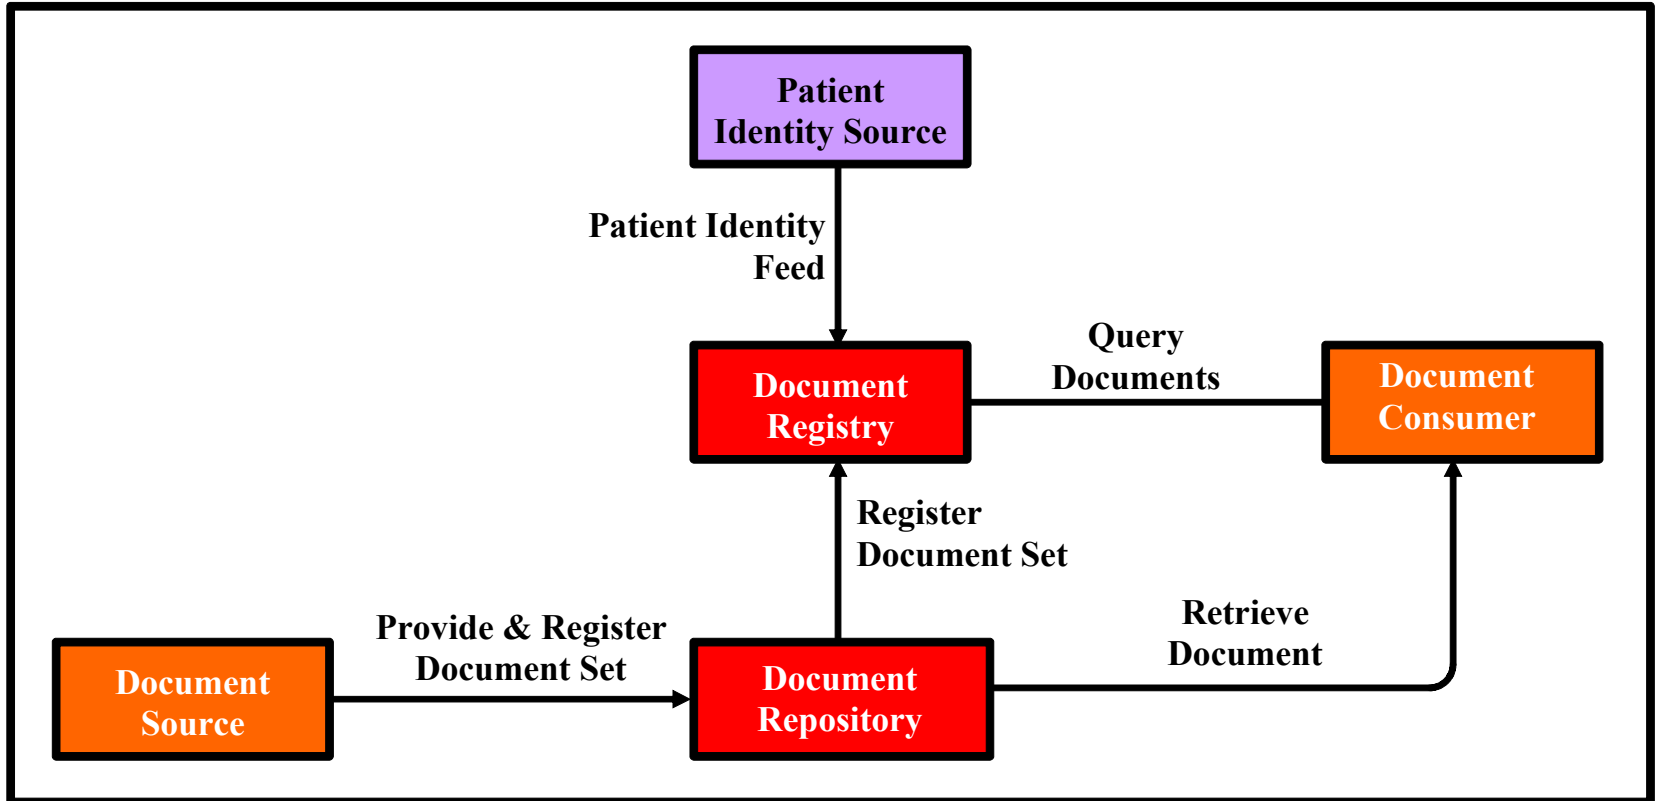 Patient
Identity Source
Patient Identity
Feed
Query
Documents
Document
Registry
Document
Consumer
Register
Document Set
Provide & Register
Document Set
Retrieve
Document
Document
Source
Document
Repository